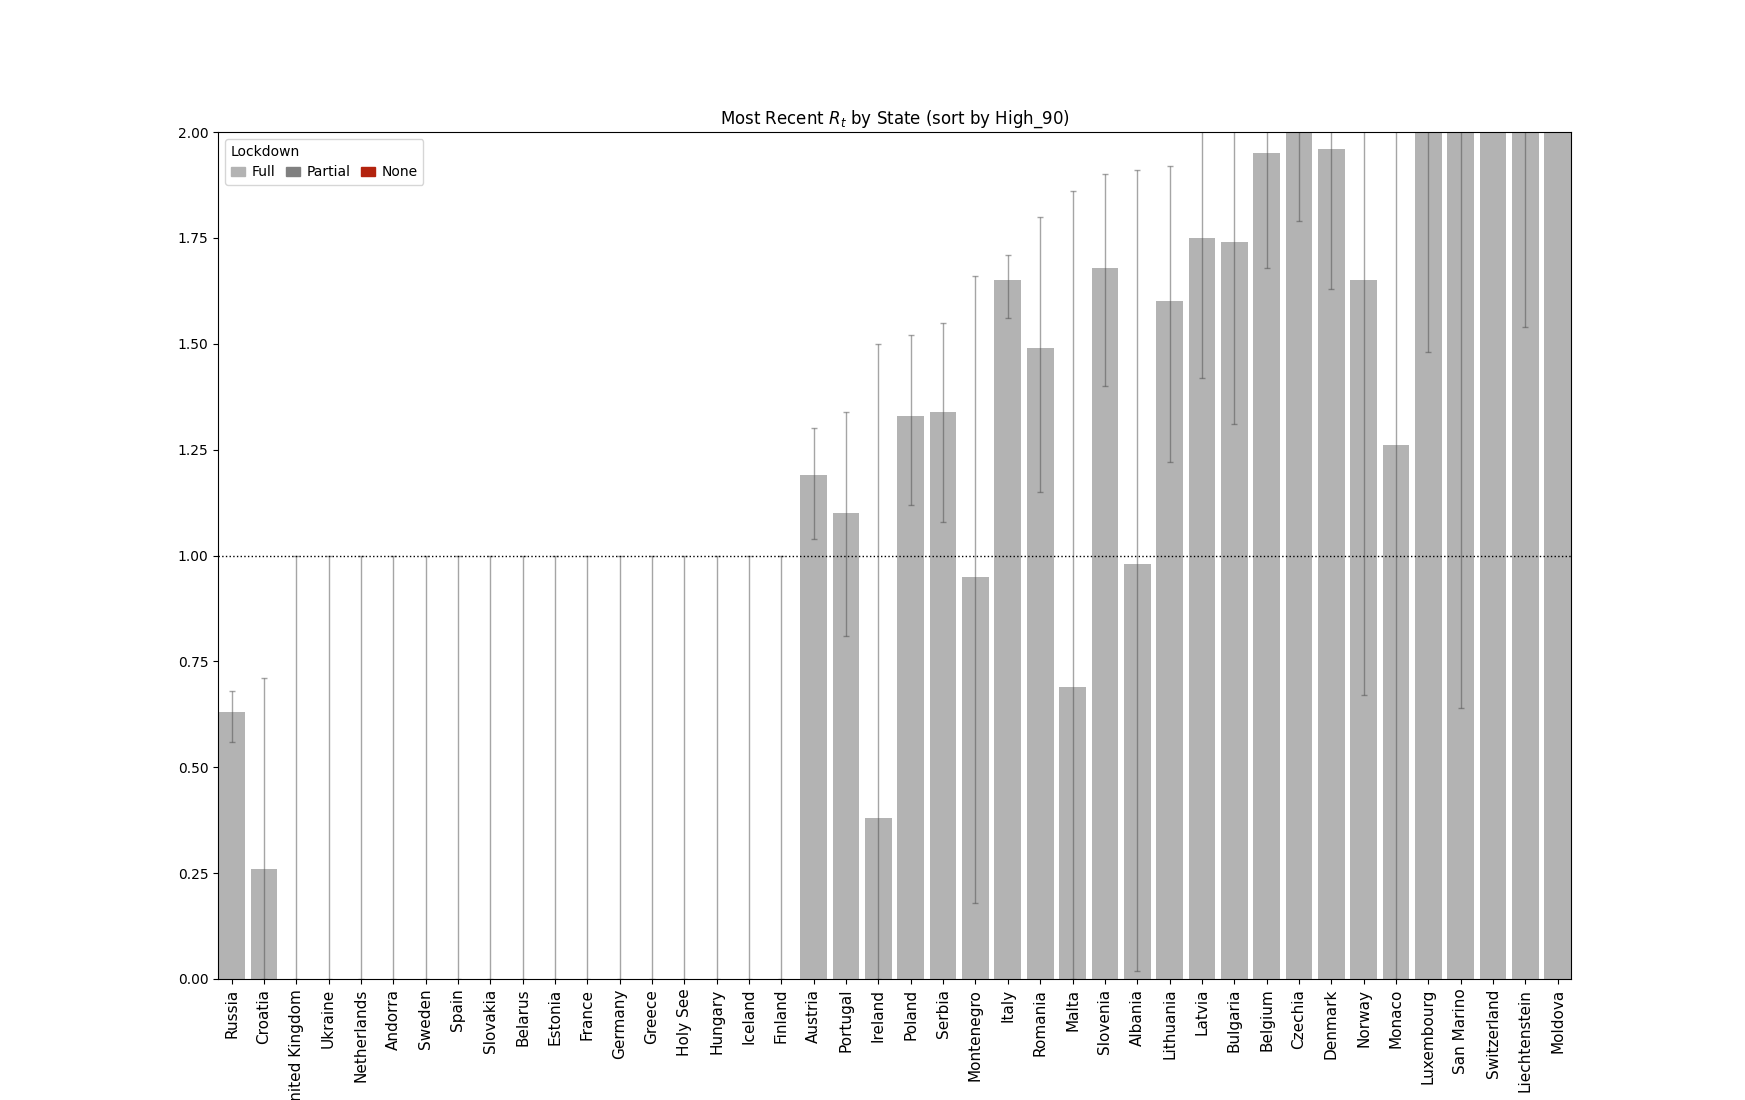 Most Recent R_t by State (sort by High_90)
Lockdown
Full Partial None
2.00
1.75
1.50
1.25
1.00
0.75
0.50
0.25
0.00
Russia
Croatia
nited Kingdom
Ukraine
Netherlands
Andorra
Sweden
Spain
Slovakia
Belarus
Estonia
France
Germany
Greece
Holy See
Hungary
Iceland
Finland
Austria
Portugal
Ireland
Poland
Serbia
Montenegro
Italy
Romania
Malta
Slovenia
Albania
Lithuania
Latvia
Bulgaria
Belgium
Czechia
Denmark
Norway
Monaco
Luxembourg
San Marino
Switzerland
Liechtenstein
Moldova